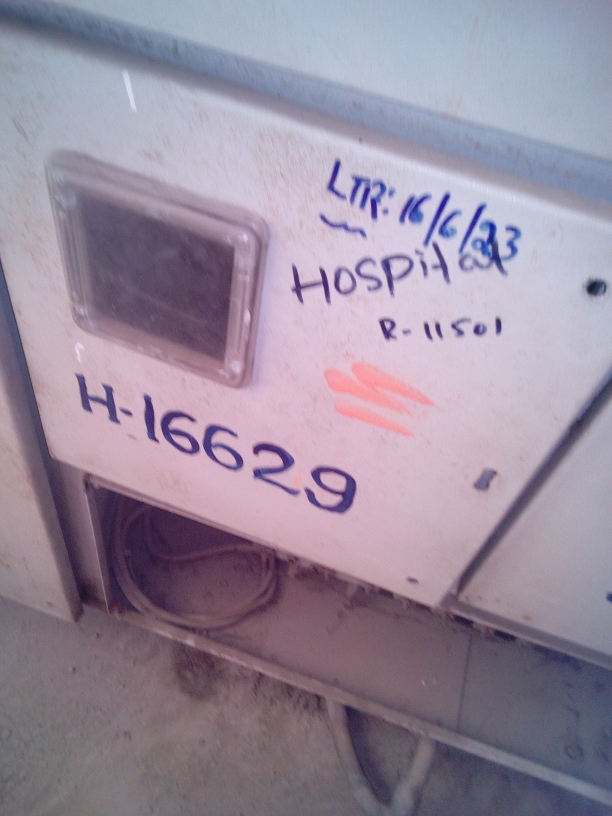 LTR: 16/6/23
HOSPital
R-11501
H-16629